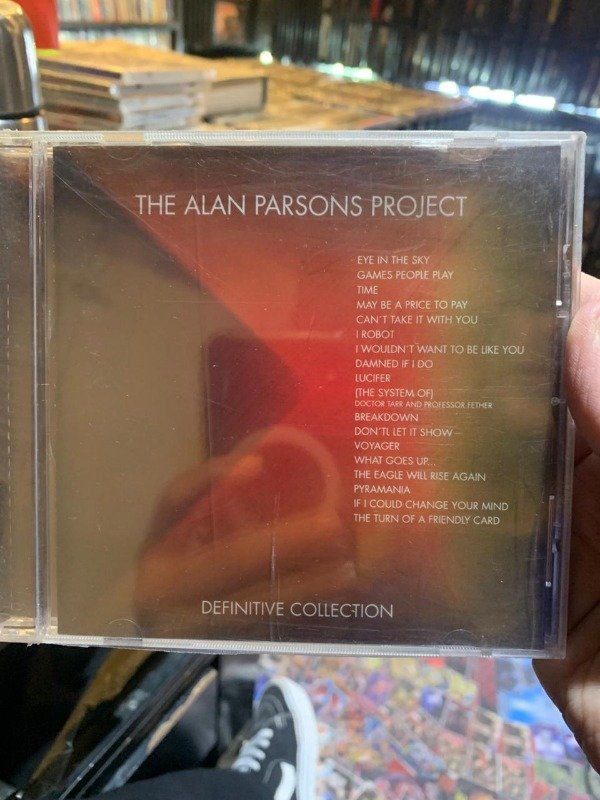 THE ALAN PARSONS PROJECT
EYE IN THE SKY
GAMES PEOPLE PLAY
TIME
MAY BE A PRICE TO PAY
CAN'T TAKE IT WITH YOU
I ROBOT
I WOULDN'T WANT TO BE LIKE YOU
DAMNED IF I DO
LUCIFER
(THE SYSTEM OF)
DOCTOR TARR AND PROFESSOR FETHER
BREAKDOWN
DON'TL LET IT SHOW
VOYAGER
WHAT GOES UP...
THE EAGLE WILL RISE AGAIN
PYRAMANIA
IF I COULD CHANGE YOUR MIND
THE TURN OF A FRIENDLY CARD
DEFINITIVE COLLECTION